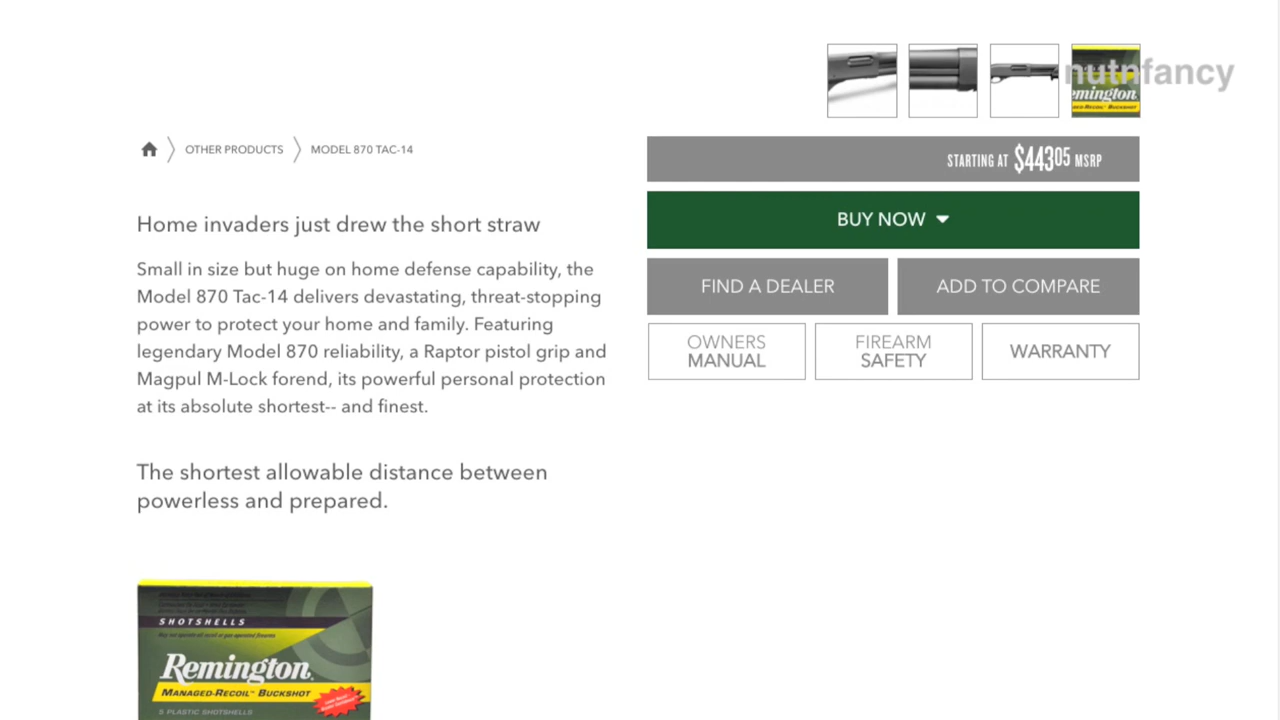 nutnfancy
emington
OTHER PRODUCTS
MODEL 870 TAC-14
STARTING AT $44305 MSRP
BUY NOW
FIND A DEALER
ADD TO COMPARE
OWNERS
MANUAL
FIREARM
SAFETY
WARRANTY
Home invaders just drew the short straw
Small in size but huge on home defense capability, the
Model 870 Tac-14 delivers devastating, threat-stopping
power to protect your home and family. Featuring
legendary Model 870 reliability, a Raptor pistol grip and
Magpul M-Lock forend, its powerful personal protection
at its absolute shortest-- and finest.
The shortest allowable distance between
powerless and prepared.
SHOTSHELLS
Remington
MANAGED-RECOIL™ BUCKSHOT
5 PLASTIC SHOTSHELLS